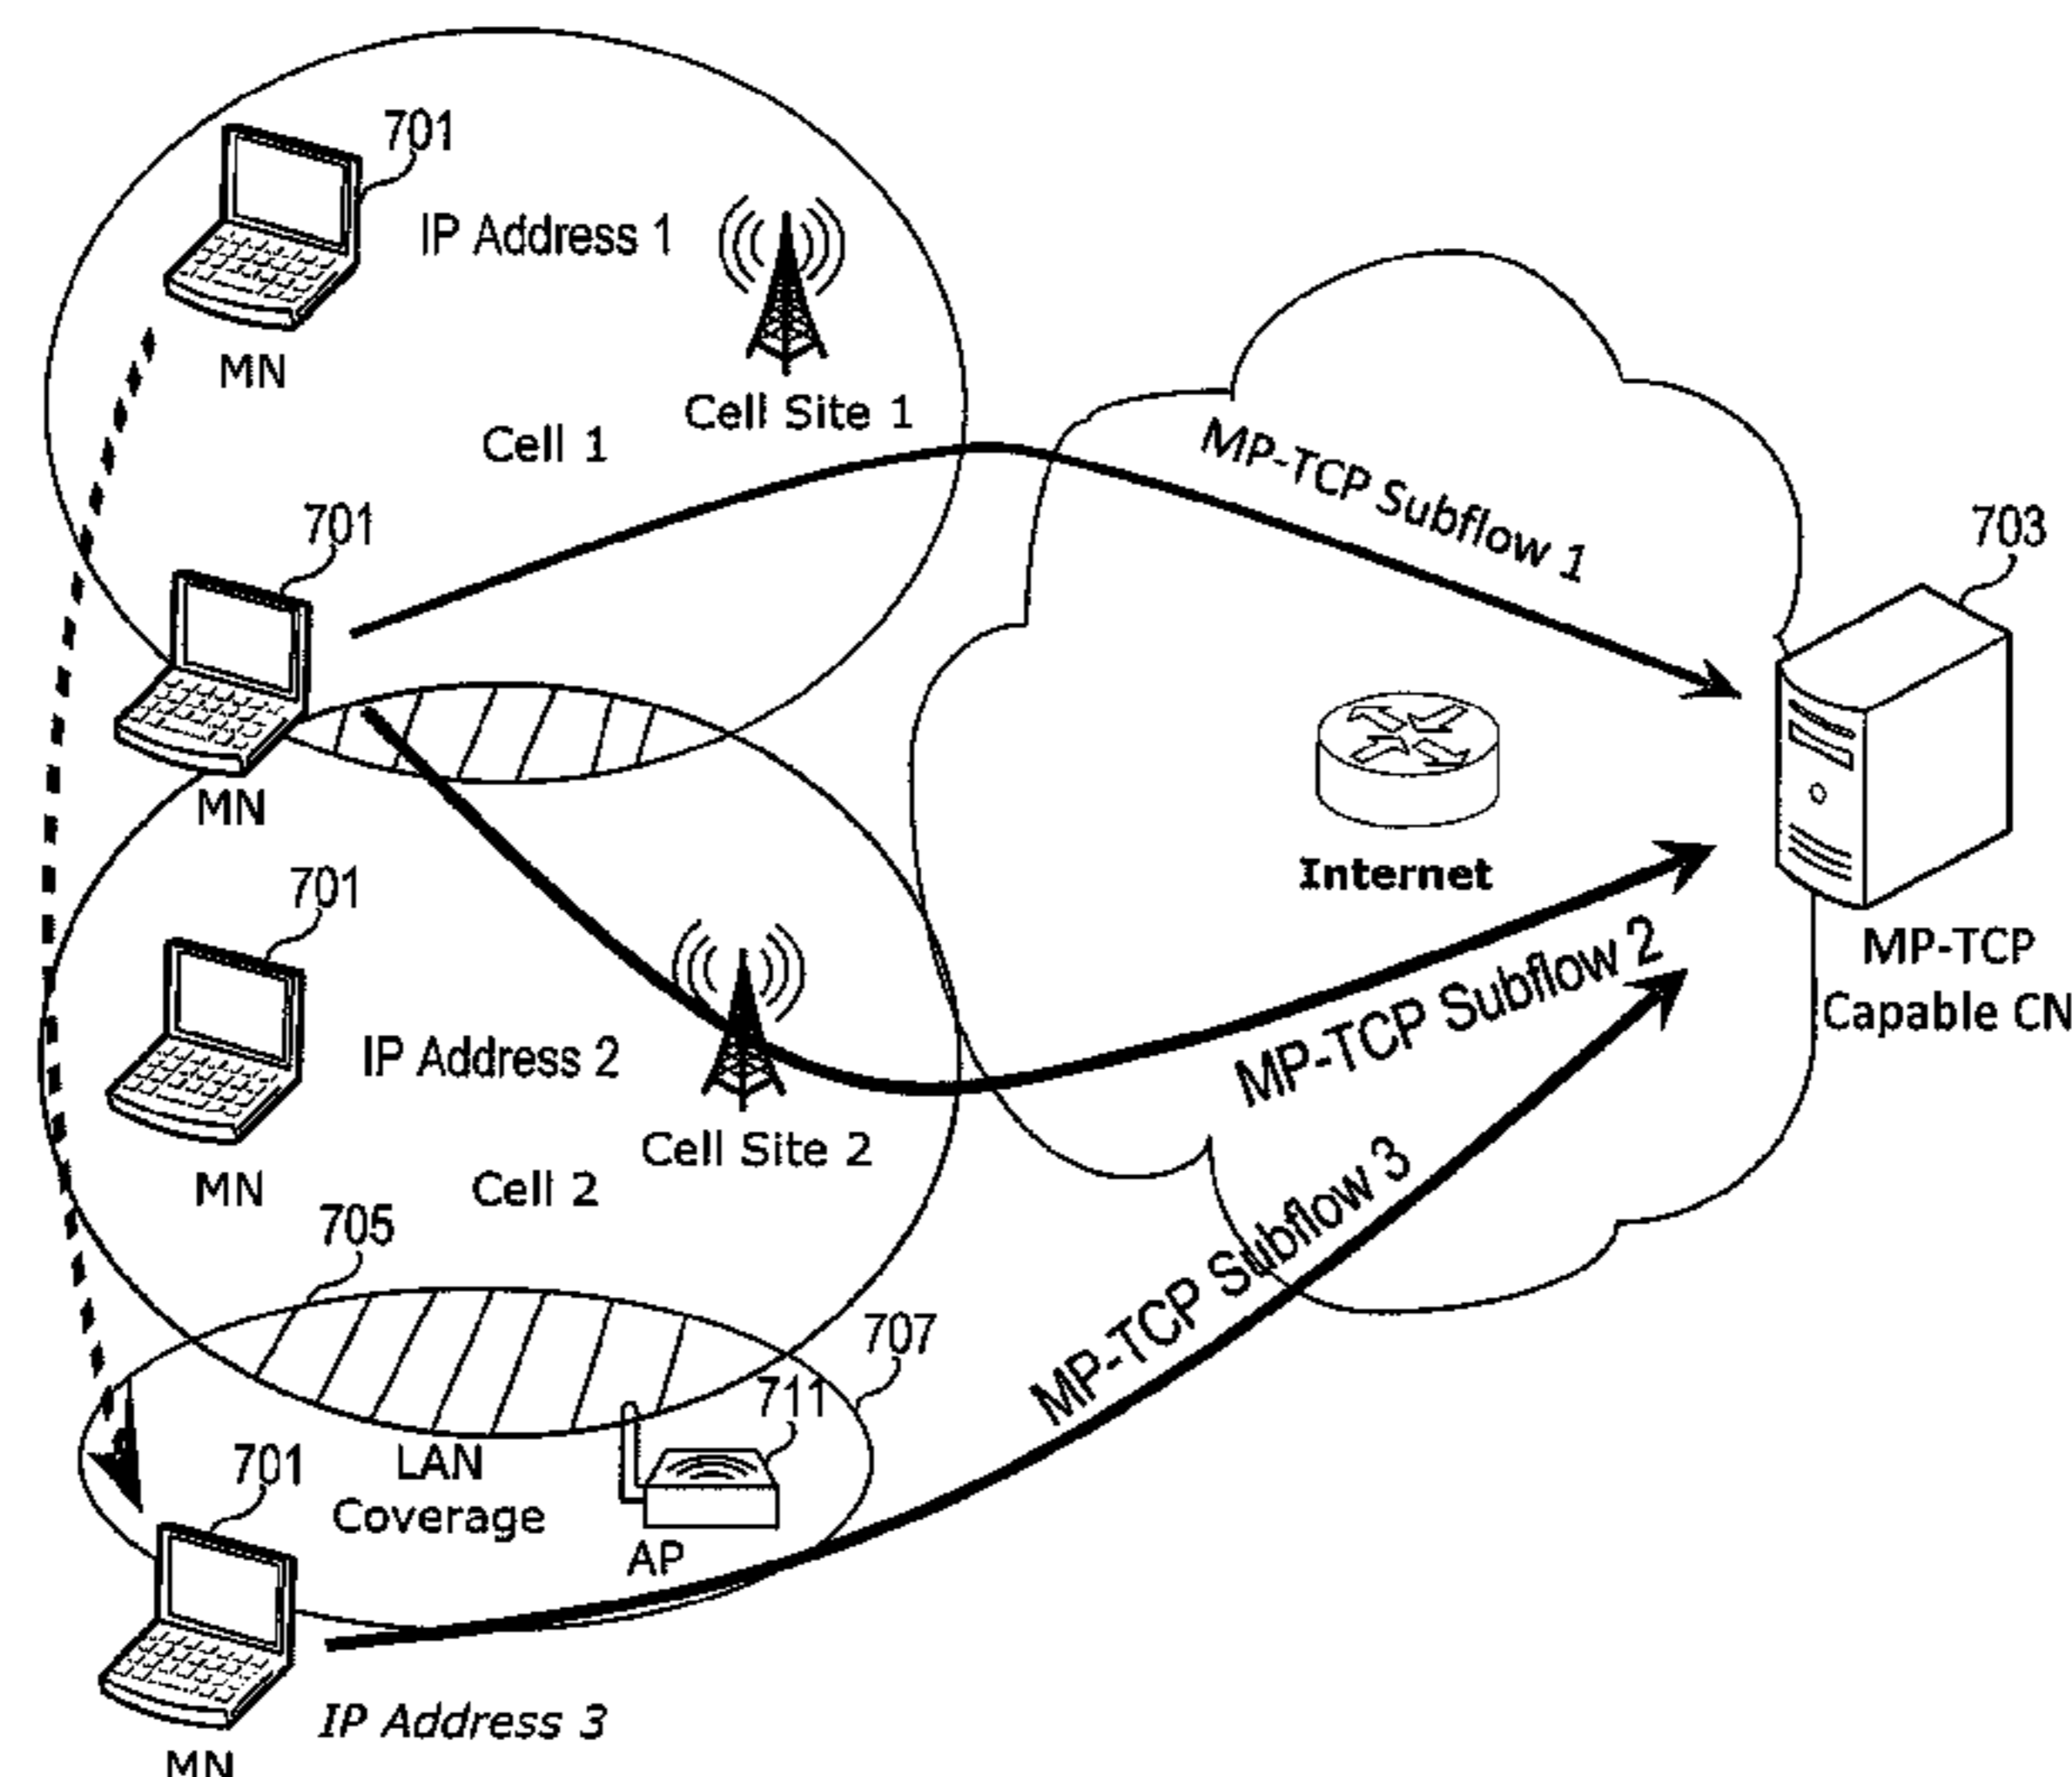 701
IP Address 1
MN
Cell Site 1
Cell 1
MP-TCP Subflow 1
701
703
MN
Internet
701
MP-TCP
Capable CN
MP-TCP Subflow 2
IP Address 2
Cell Site 2
MN
Cell 2
705
MP-TCP Subflow 3
707
711
LAN
Coverage
701
AP
IP Address 3
MN